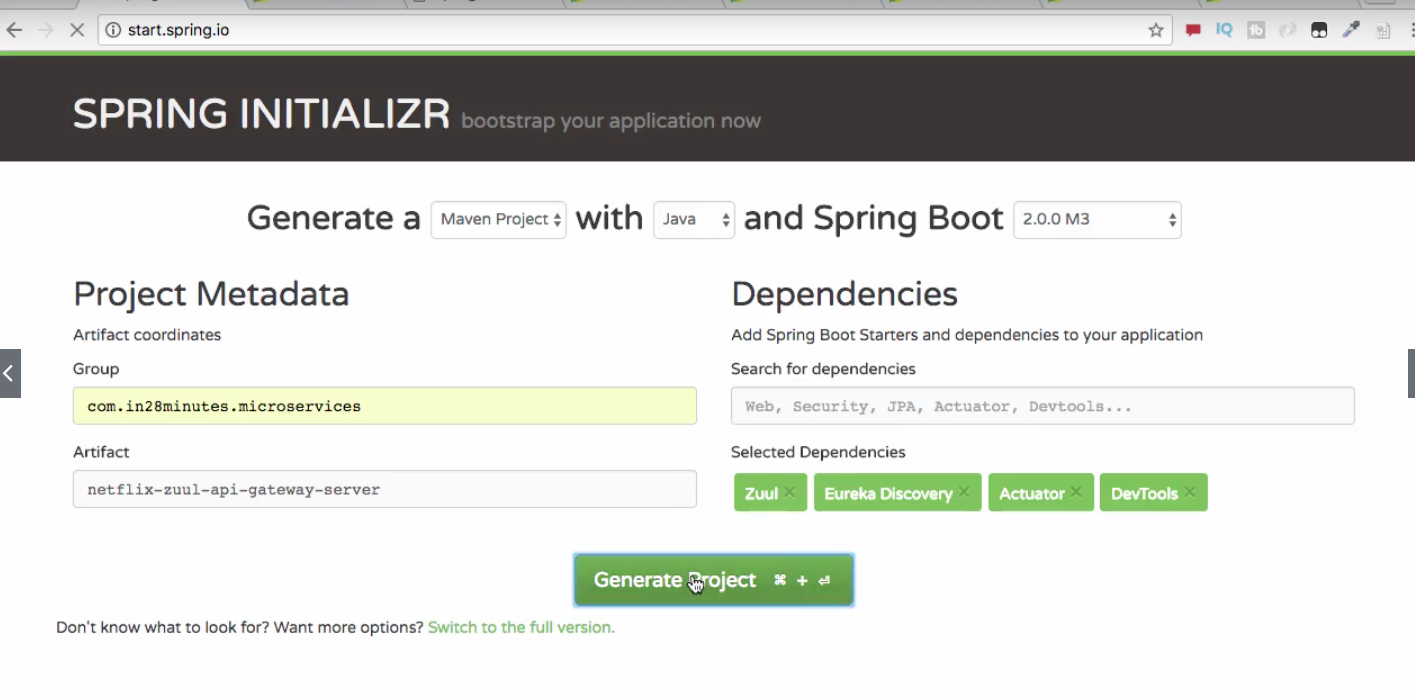 start.spring.io
SPRING INITIALIZR bootstrap your application now
Generate a Maven Project with Java and Spring Boot 2.0.0 M3
Project Metadata
Artifact coordinates
Group
com.in28minutes.microservices
Artifact
netflix-zuul-api-gateway-server
Dependencies
Add Spring Boot Starters and dependencies to your application
Search for dependencies
Web, Security, JPA, Actuator, Devtools...
Selected Dependencies
Zuul × Eureka Discovery × Actuator × DevTools ×
Generate Project ⌘ + ⏎
Don't know what to look for? Want more options? Switch to the full version.